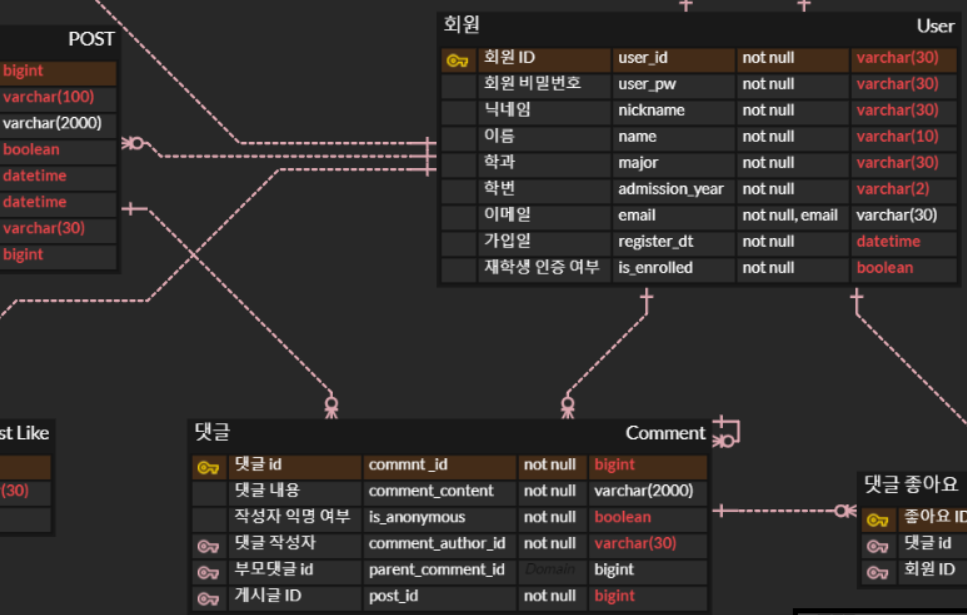 POST
bigint
varchar(100)
varchar(2000)
boolean
datetime
datetime
varchar(30)
bigint
회원 User
회원 ID user_id not null varchar(30)
회원 비밀번호 user_pw not null varchar(30)
닉네임 nickname not null varchar(30)
이름 name not null varchar(10)
학과 major not null varchar(30)
학번 admission_year not null varchar(2)
이메일 email not null, email varchar(30)
가입일 register_dt not null datetime
재학생 인증 여부 is_enrolled not null boolean
st Like
(30)
댓글 Comment
댓글 id commnt_id not null bigint
댓글 내용 comment_content not null varchar(2000)
작성자 익명 여부 is_anonymous not null boolean
댓글 작성자 comment_author_id not null varchar(30)
부모댓글 id parent_comment_id Domain bigint
게시글 ID post_id not null bigint
댓글 좋아요
좋아요 ID
댓글 id
회원 ID